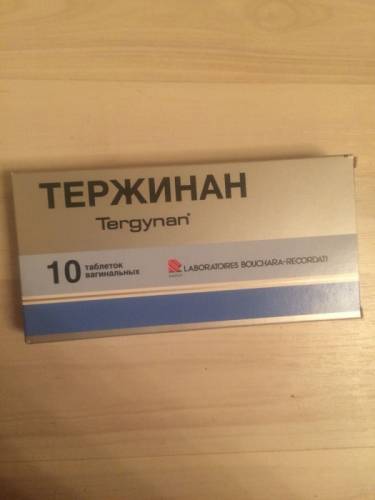 ТЕРЖИНАН
Tergynan®
10 таблеток вагинальных
LABORATOIRES BOUCHARA-RECORDATI